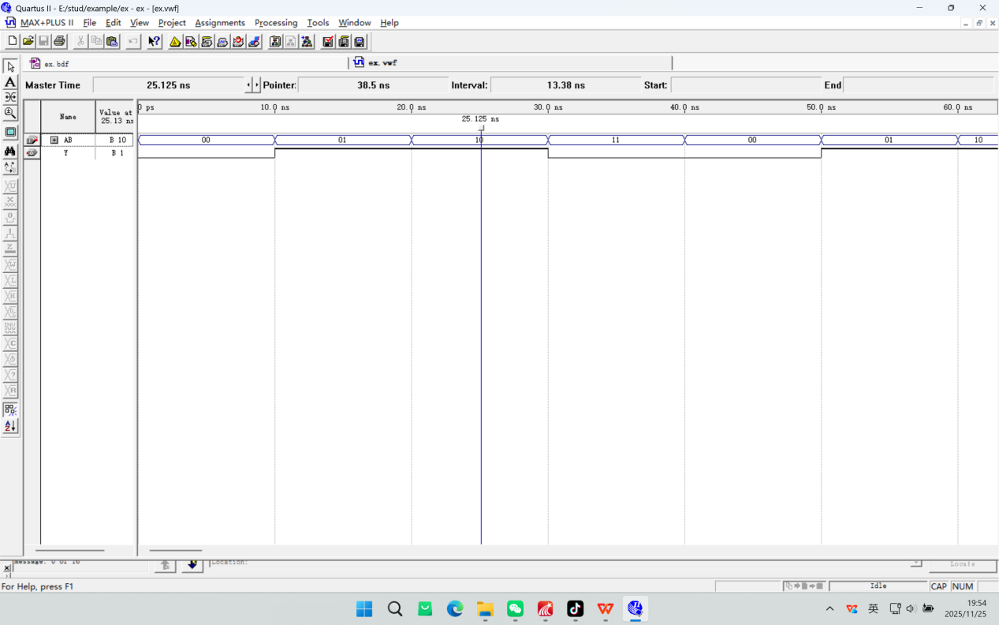 Quartus II - E:/stud/example/ex - ex - [ex.vwf]
MAX+PLUS II File Edit View Project Assignments Processing Tools Window Help
ex.bdf
ex.vwf
Master Time 25.125 ns Pointer: 38.5 ns Interval: 13.38 ns Start: End
Name
Value at
25.13 ns
0 ps 10.0 ns 20.0 ns 30.0 ns 40.0 ns 50.0 ns 60.0 ns
25.125 ns
AB B 10 00 01 10 11 00 01 10
Y B 1
Message: 0 of 16
Location:
Locate
For Help, press F1
Idle
CAP NUM
英
19:54
2025/11/25